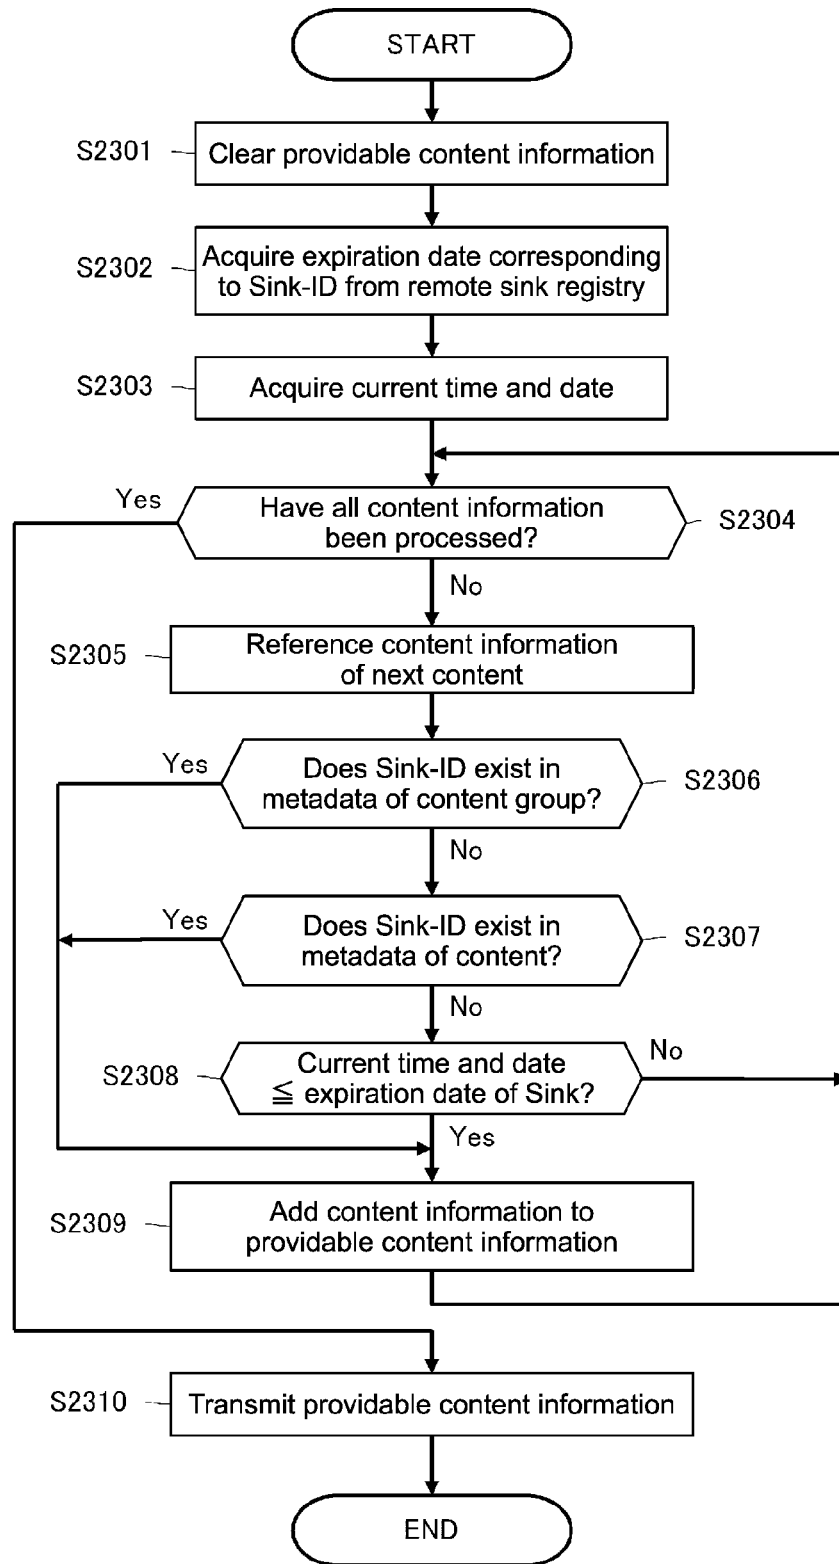 START
S2301
Clear providable content information
S2302
Acquire expiration date corresponding
to Sink-ID from remote sink registry
S2303
Acquire current time and date
Yes
Have all content information
been processed?
S2304
No
S2305
Reference content information
of next content
Yes
Does Sink-ID exist in
metadata of content group?
S2306
No
Yes
Does Sink-ID exist in
metadata of content?
S2307
No
S2308
Current time and date
≦ expiration date of Sink?
No
Yes
S2309
Add content information to
providable content information
S2310
Transmit providable content information
END